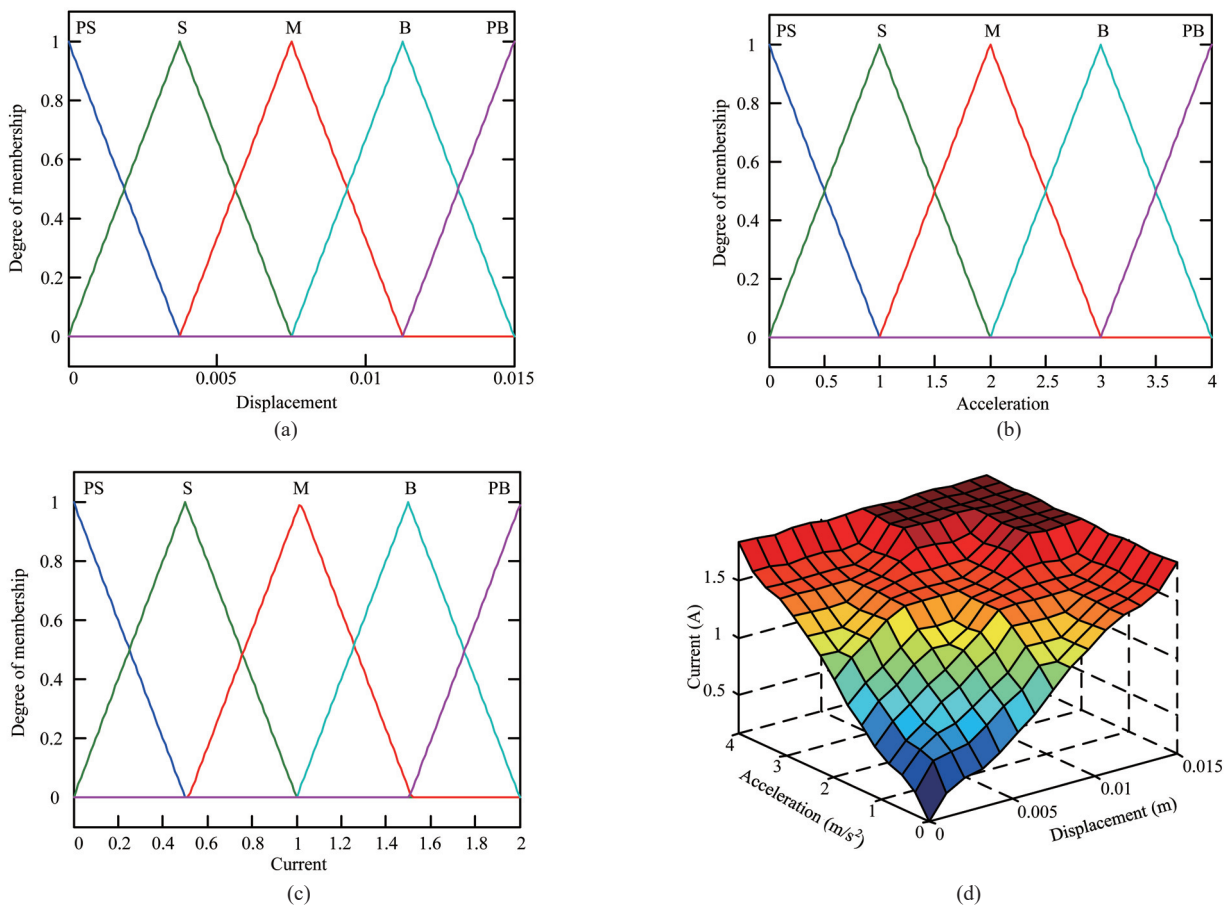 PS S M B PB
1
0.8
0.6
0.4
0.2
0
Degree of membership
0 0.005 0.01 0.015
Displacement
(a)
PS S M B PB
1
0.8
0.6
0.4
0.2
0
Degree of membership
0 0.5 1 1.5 2 2.5 3 3.5 4
Acceleration
(b)
PS S M B PB
1
0.8
0.6
0.4
0.2
0
Degree of membership
0 0.2 0.4 0.6 0.8 1 1.2 1.4 1.6 1.8 2
Current
(c)
1.5
1
0.5
Current (A)
4
3
2
1
0
Acceleration (m/s²)
0
0.005
0.01
0.015
Displacement (m)
(d)